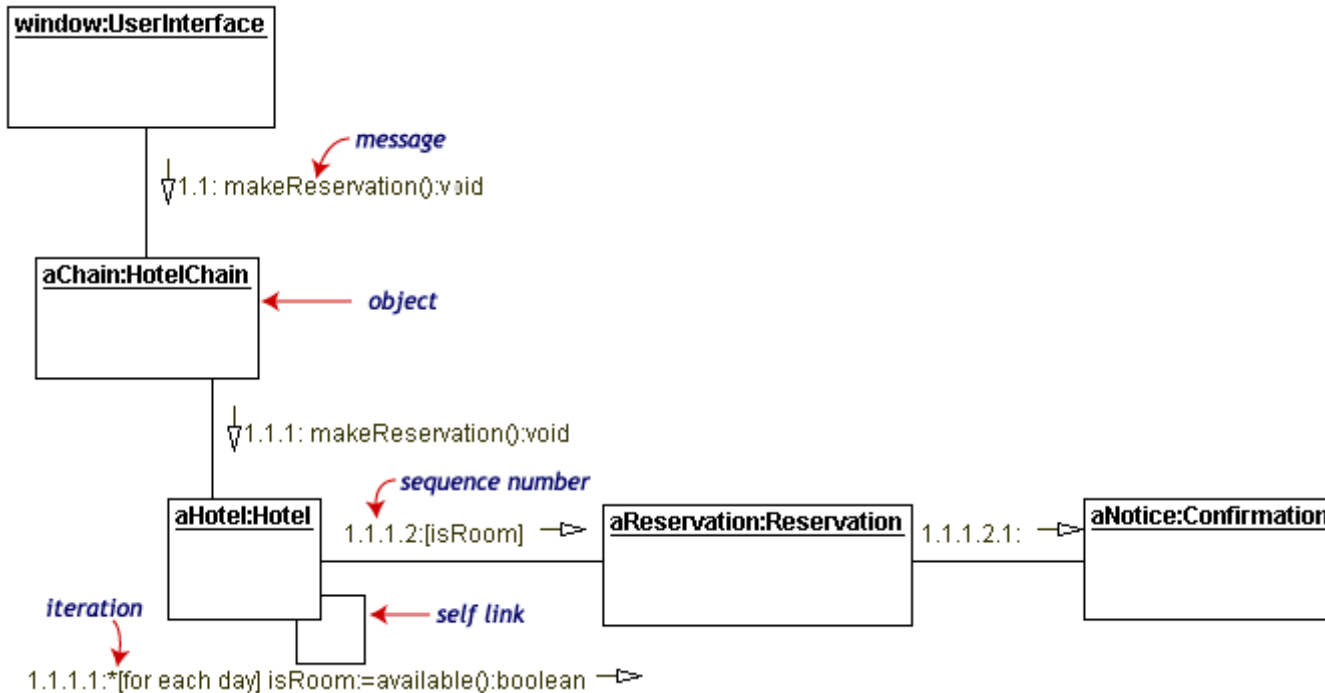 window:UserInterface
message
1.1: makeReservation():void
aChain:HotelChain
object
1.1.1: makeReservation():void
sequence number
aHotel:Hotel
1.1.1.2:[isRoom]
aReservation:Reservation
1.1.1.2.1:
aNotice:Confirmation
iteration
self link
1.1.1.1:*[for each day] isRoom:=available():boolean